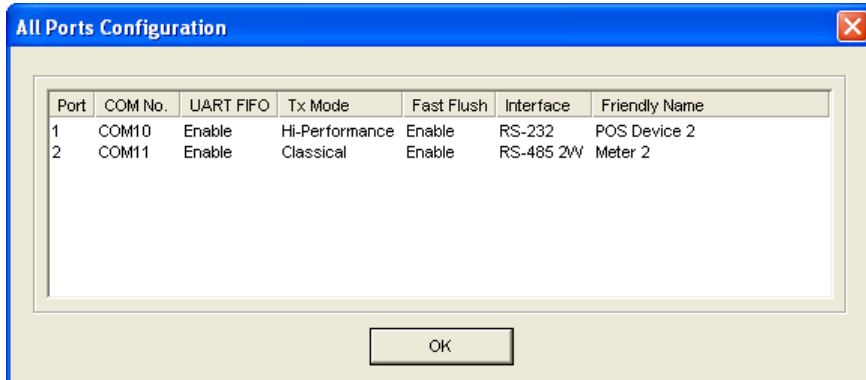 All Ports Configuration
Port COM No. UART FIFO Tx Mode Fast Flush Interface Friendly Name
1 COM10 Enable Hi-Performance Enable RS-232 POS Device 2
2 COM11 Enable Classical Enable RS-485 2W Meter 2
OK